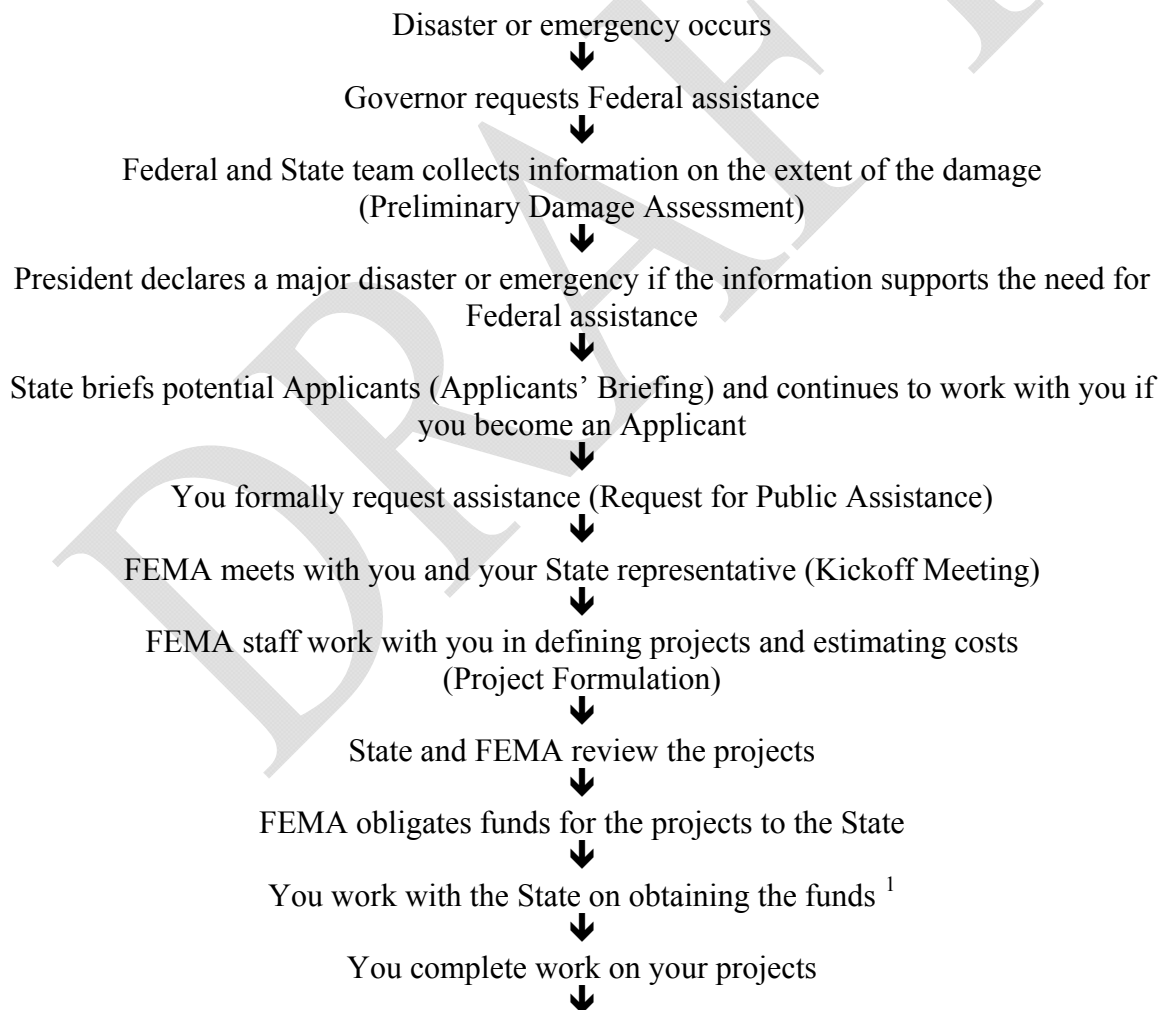 Disaster or emergency occurs
Governor requests Federal assistance
Federal and State team collects information on the extent of the damage
(Preliminary Damage Assessment)
President declares a major disaster or emergency if the information supports the need for
Federal assistance
State briefs potential Applicants (Applicants’ Briefing) and continues to work with you if
you become an Applicant
You formally request assistance (Request for Public Assistance)
FEMA meets with you and your State representative (Kickoff Meeting)
FEMA staff work with you in defining projects and estimating costs
(Project Formulation)
State and FEMA review the projects
FEMA obligates funds for the projects to the State
You work with the State on obtaining the funds 1
You complete work on your projects
DRAFT